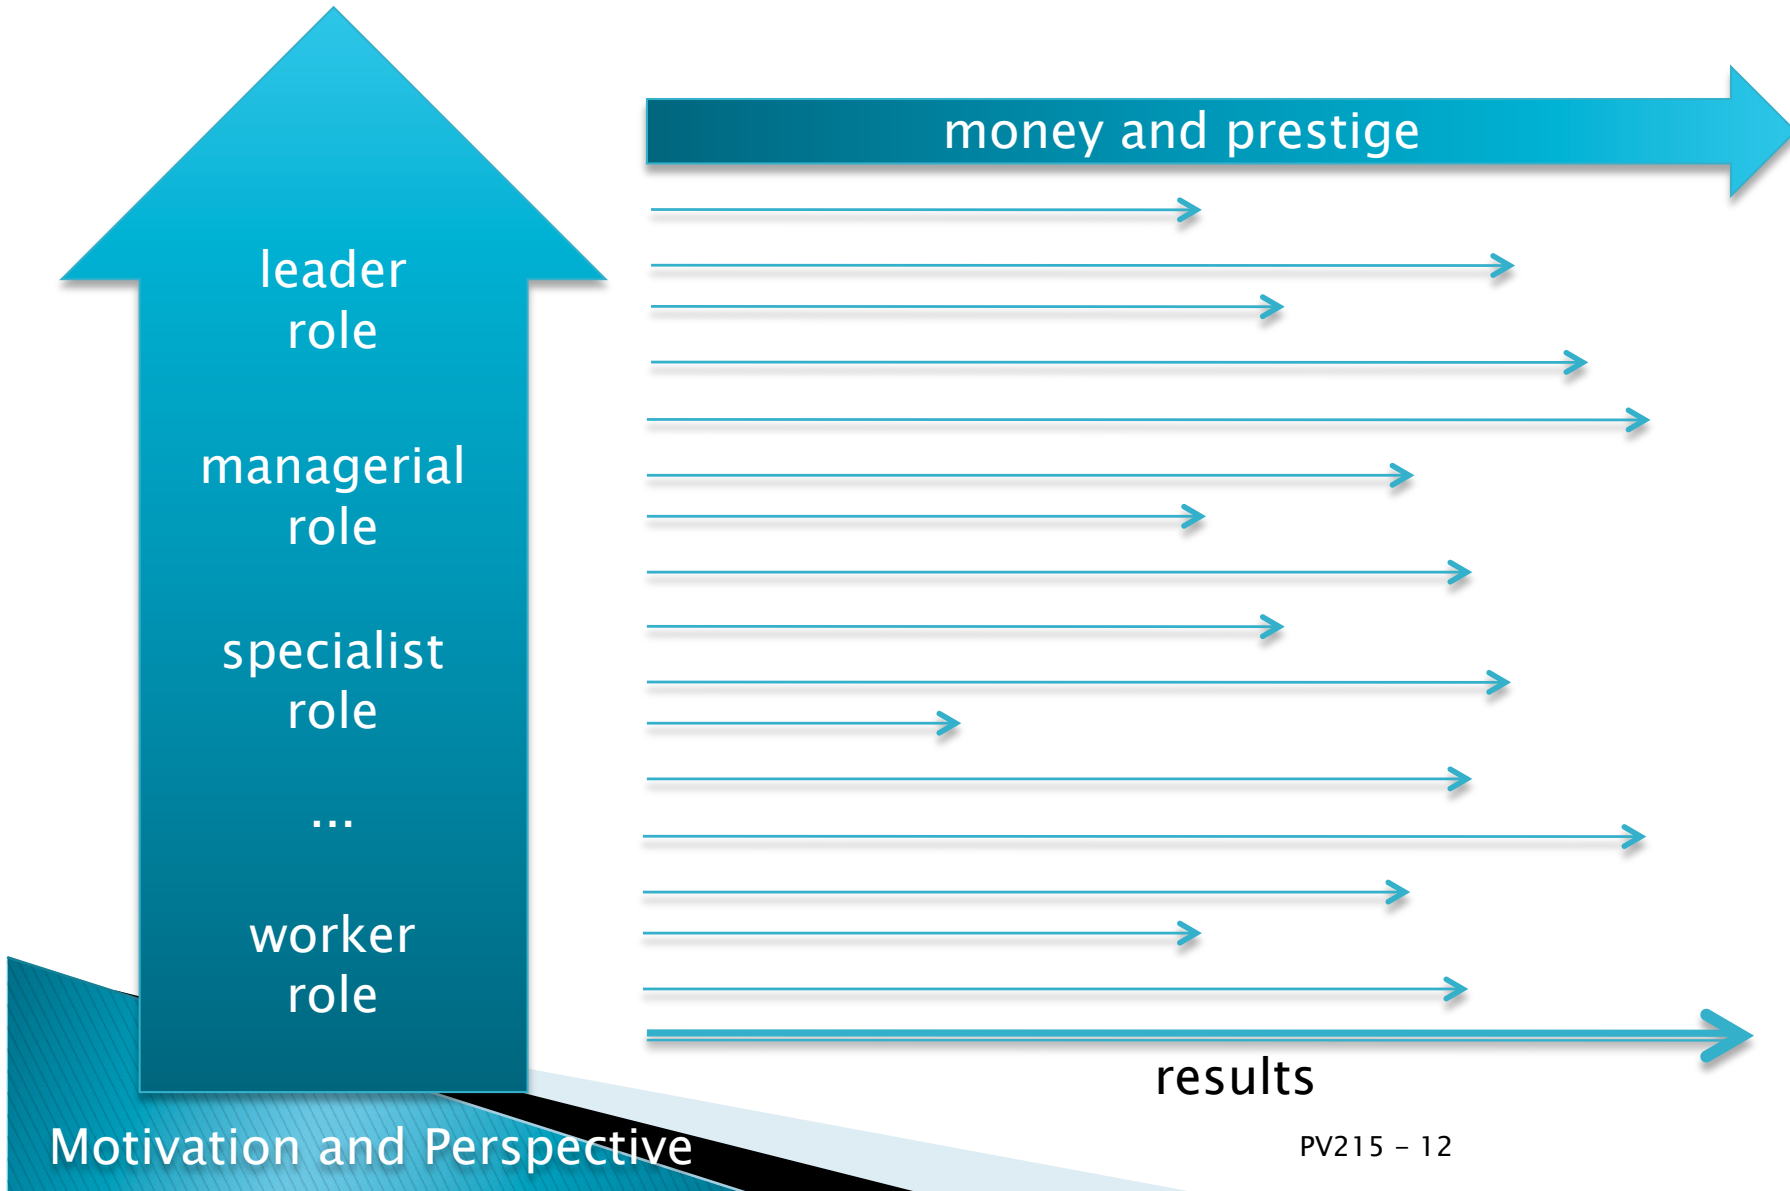 money and prestige
leader
role
managerial
role
specialist
role
...
worker
role
results
Motivation and Perspective
PV215 – 12